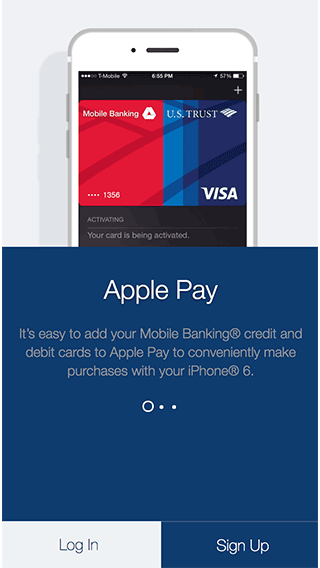 T-Mobile 6:55 PM 57%
+
Mobile Banking U.S. TRUST
•••• 1356
VISA
ACTIVATING
Your card is being activated.
Apple Pay
It's easy to add your Mobile Banking® credit and
debit cards to Apple Pay to conveniently make
purchases with your iPhone® 6.
Log In Sign Up